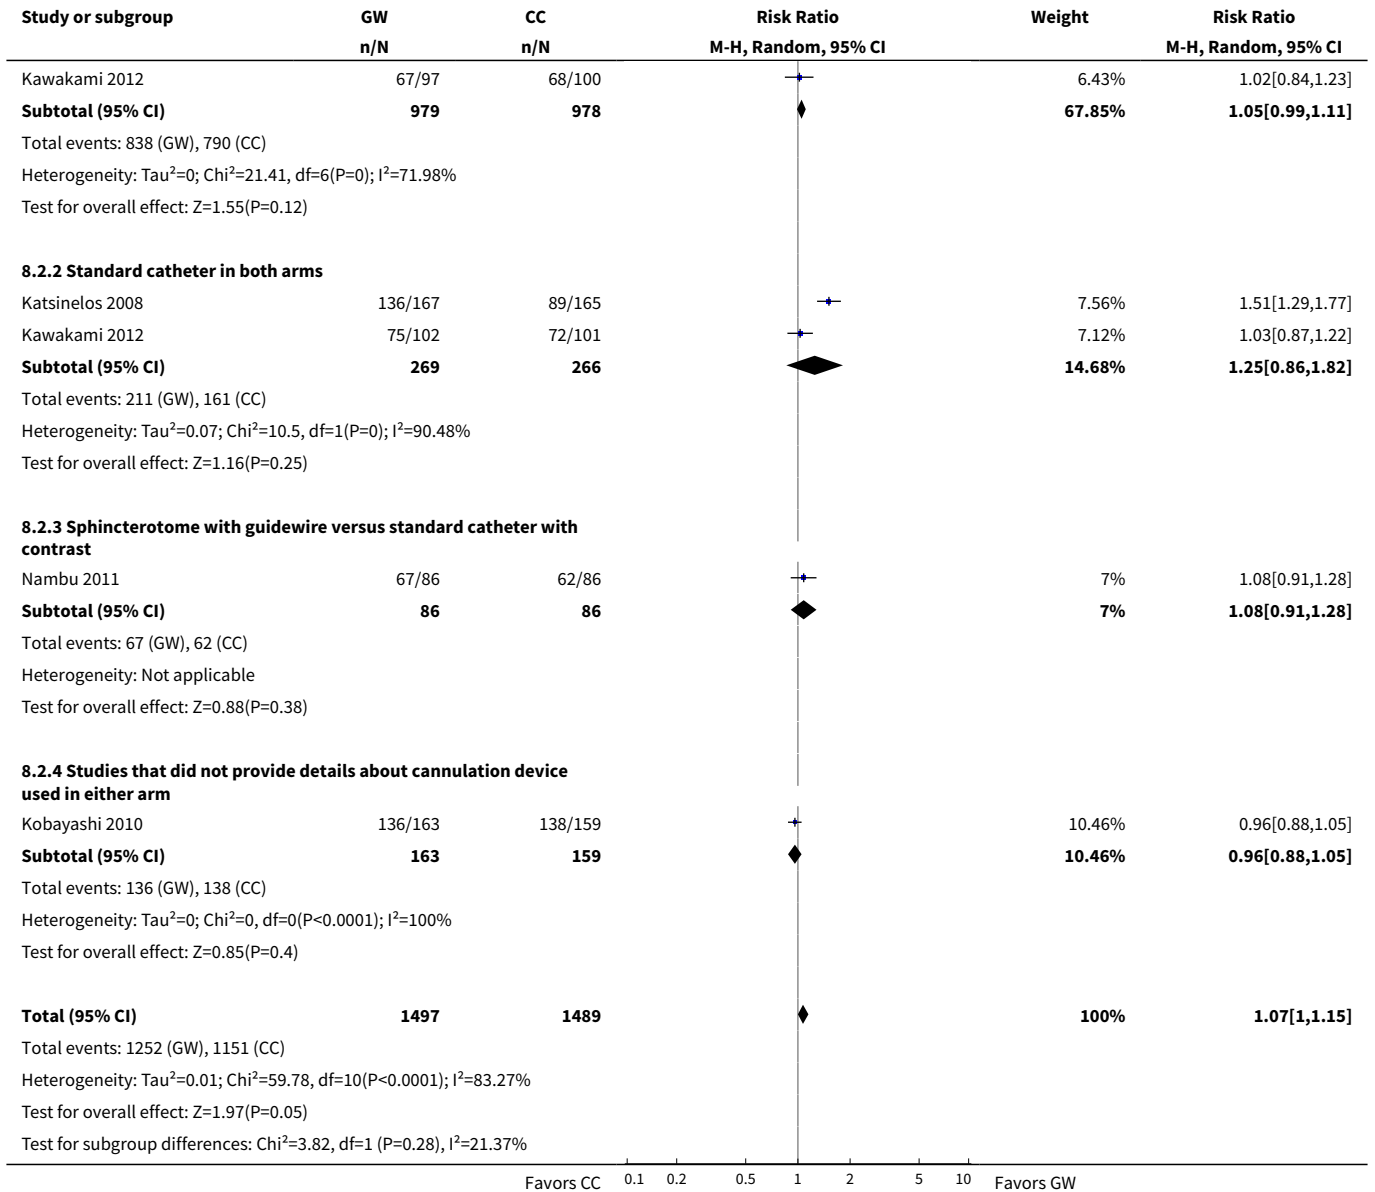 Study or subgroup GW CC Risk Ratio Weight Risk Ratio
n/N n/N M-H, Random, 95% CI M-H, Random, 95% CI
Kawakami 2012 67/97 68/100 6.43% 1.02[0.84,1.23]
Subtotal (95% CI) 979 978 67.85% 1.05[0.99,1.11]
Total events: 838 (GW), 790 (CC)
Heterogeneity: Tau²=0; Chi²=21.41, df=6(P=0); I²=71.98%
Test for overall effect: Z=1.55(P=0.12)
8.2.2 Standard catheter in both arms
Katsinelos 2008 136/167 89/165 7.56% 1.51[1.29,1.77]
Kawakami 2012 75/102 72/101 7.12% 1.03[0.87,1.22]
Subtotal (95% CI) 269 266 14.68% 1.25[0.86,1.82]
Total events: 211 (GW), 161 (CC)
Heterogeneity: Tau²=0.07; Chi²=10.5, df=1(P=0); I²=90.48%
Test for overall effect: Z=1.16(P=0.25)
8.2.3 Sphincterotome with guidewire versus standard catheter with
contrast
Nambu 2011 67/86 62/86 7% 1.08[0.91,1.28]
Subtotal (95% CI) 86 86 7% 1.08[0.91,1.28]
Total events: 67 (GW), 62 (CC)
Heterogeneity: Not applicable
Test for overall effect: Z=0.88(P=0.38)
8.2.4 Studies that did not provide details about cannulation device
used in either arm
Kobayashi 2010 136/163 138/159 10.46% 0.96[0.88,1.05]
Subtotal (95% CI) 163 159 10.46% 0.96[0.88,1.05]
Total events: 136 (GW), 138 (CC)
Heterogeneity: Tau²=0; Chi²=0, df=0(P<0.0001); I²=100%
Test for overall effect: Z=0.85(P=0.4)
Total (95% CI) 1497 1489 100% 1.07[1,1.15]
Total events: 1252 (GW), 1151 (CC)
Heterogeneity: Tau²=0.01; Chi²=59.78, df=10(P<0.0001); I²=83.27%
Test for overall effect: Z=1.97(P=0.05)
Test for subgroup differences: Chi²=3.82, df=1 (P=0.28), I²=21.37%
Favors CC 0.1 0.2 0.5 1 2 5 10 Favors GW